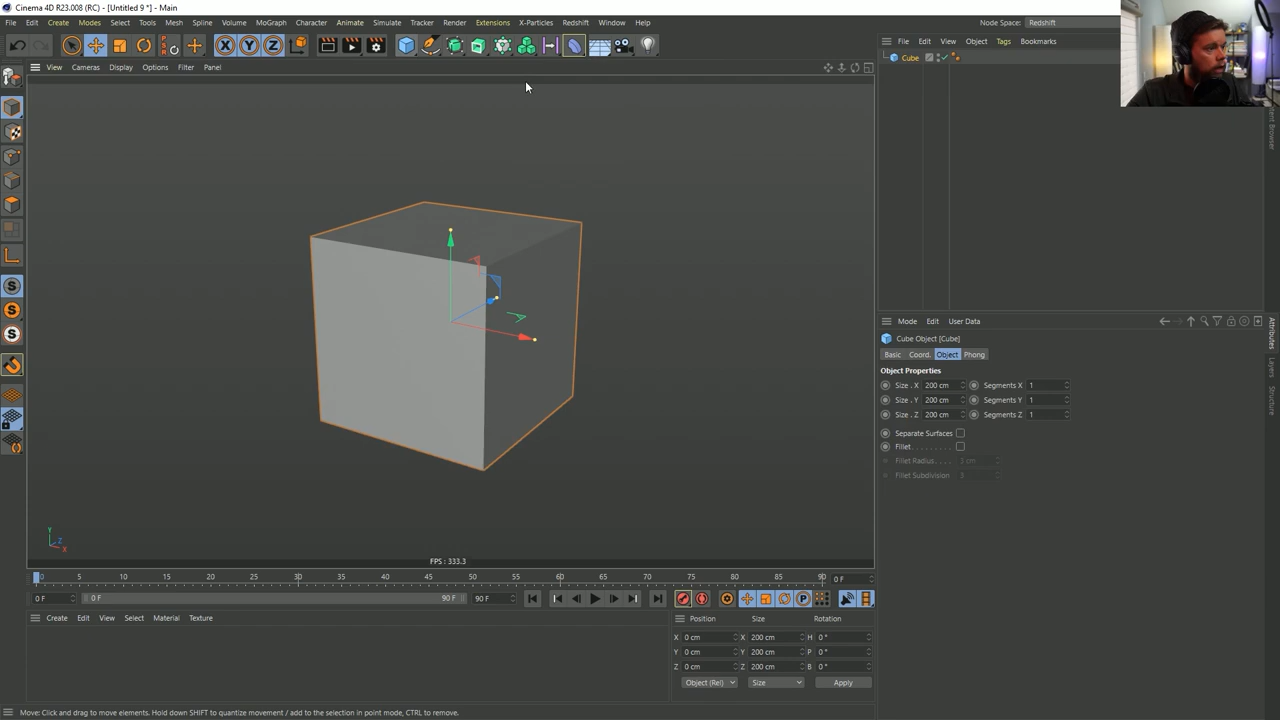 Cinema 4D R23.008 (RC) - [Untitled 9 *] - Main
File Edit Create Modes Select Tools Mesh Spline Volume MoGraph Character Animate Simulate Tracker Render Extensions X-Particles Redshift Window Help Node Space: Redshift
X Y Z
File Edit View Object Tags Bookmarks
View Cameras Display Options Filter Panel
Cube
Content Browser
Mode Edit User Data
Cube Object [Cube]
Basic Coord. Object Phong
Object Properties
Size . X 200 cm Segments X 1
Size . Y 200 cm Segments Y 1
Size . Z 200 cm Segments Z 1
Separate Surfaces
Fillet . . . . . . . . .
Fillet Radius. . . . 3 cm
Fillet Subdivision 3
Attributes
Layers
Structure
Y
Z
X
FPS : 333.3
0 5 10 15 20 25 30 35 40 45 50 55 60 65 70 75 80 85 90 0 F
0 F 0 F 90 F 90 F
Create Edit View Select Material Texture
Position Size Rotation
X 0 cm X 200 cm H 0 °
Y 0 cm Y 200 cm P 0 °
Z 0 cm Z 200 cm B 0 °
Object (Rel) Size Apply
Move: Click and drag to move elements. Hold down SHIFT to quantize movement / add to the selection in point mode, CTRL to remove.